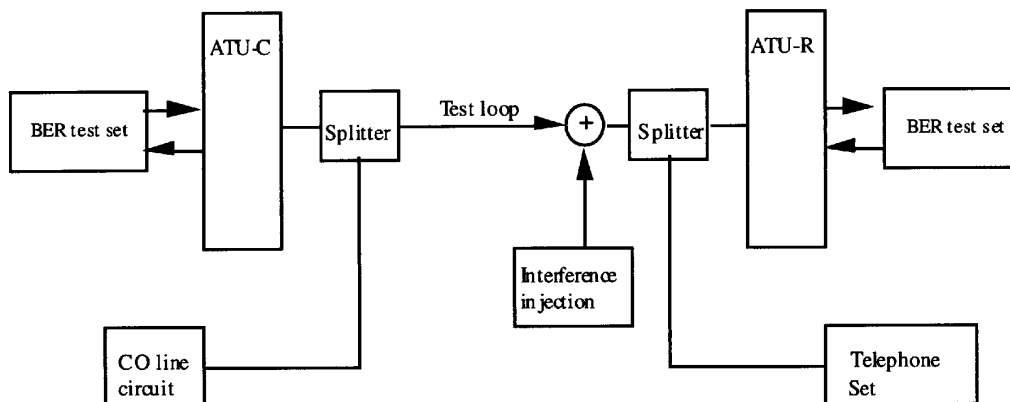 ATU-C
ATU-R
BER test set
Splitter
Test loop
+
Splitter
BER test set
Interference
injection
CO line
circuit
Telephone
Set